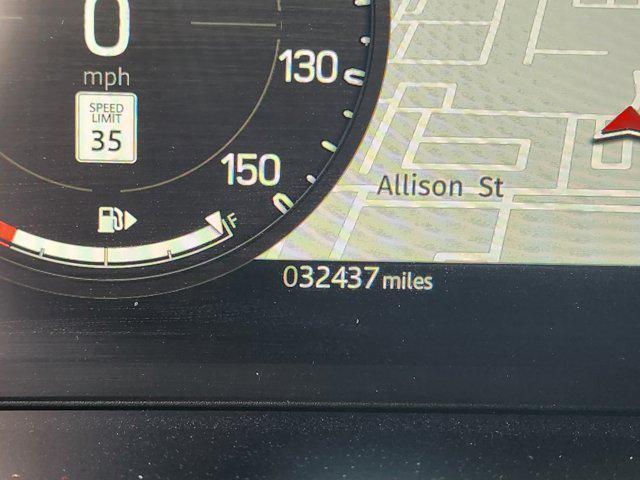 0
mph
SPEED
LIMIT
35
130
150
F
Allison St
032437 miles